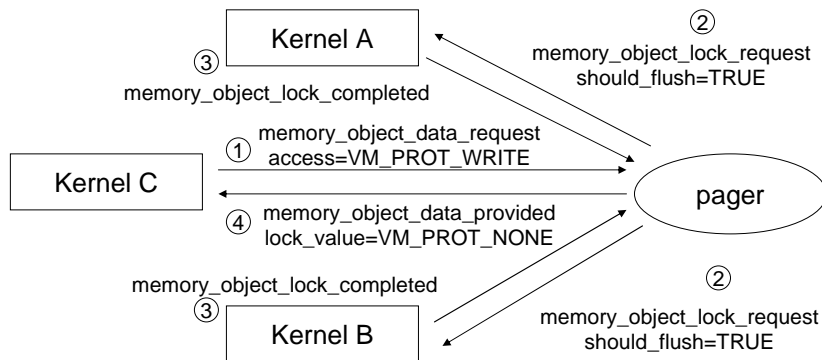 Kernel A
②
memory_object_lock_request
should_flush=TRUE
③
memory_object_lock_completed
①
memory_object_data_request
access=VM_PROT_WRITE
Kernel C
pager
④
memory_object_data_provided
lock_value=VM_PROT_NONE
memory_object_lock_completed
③
Kernel B
②
memory_object_lock_request
should_flush=TRUE